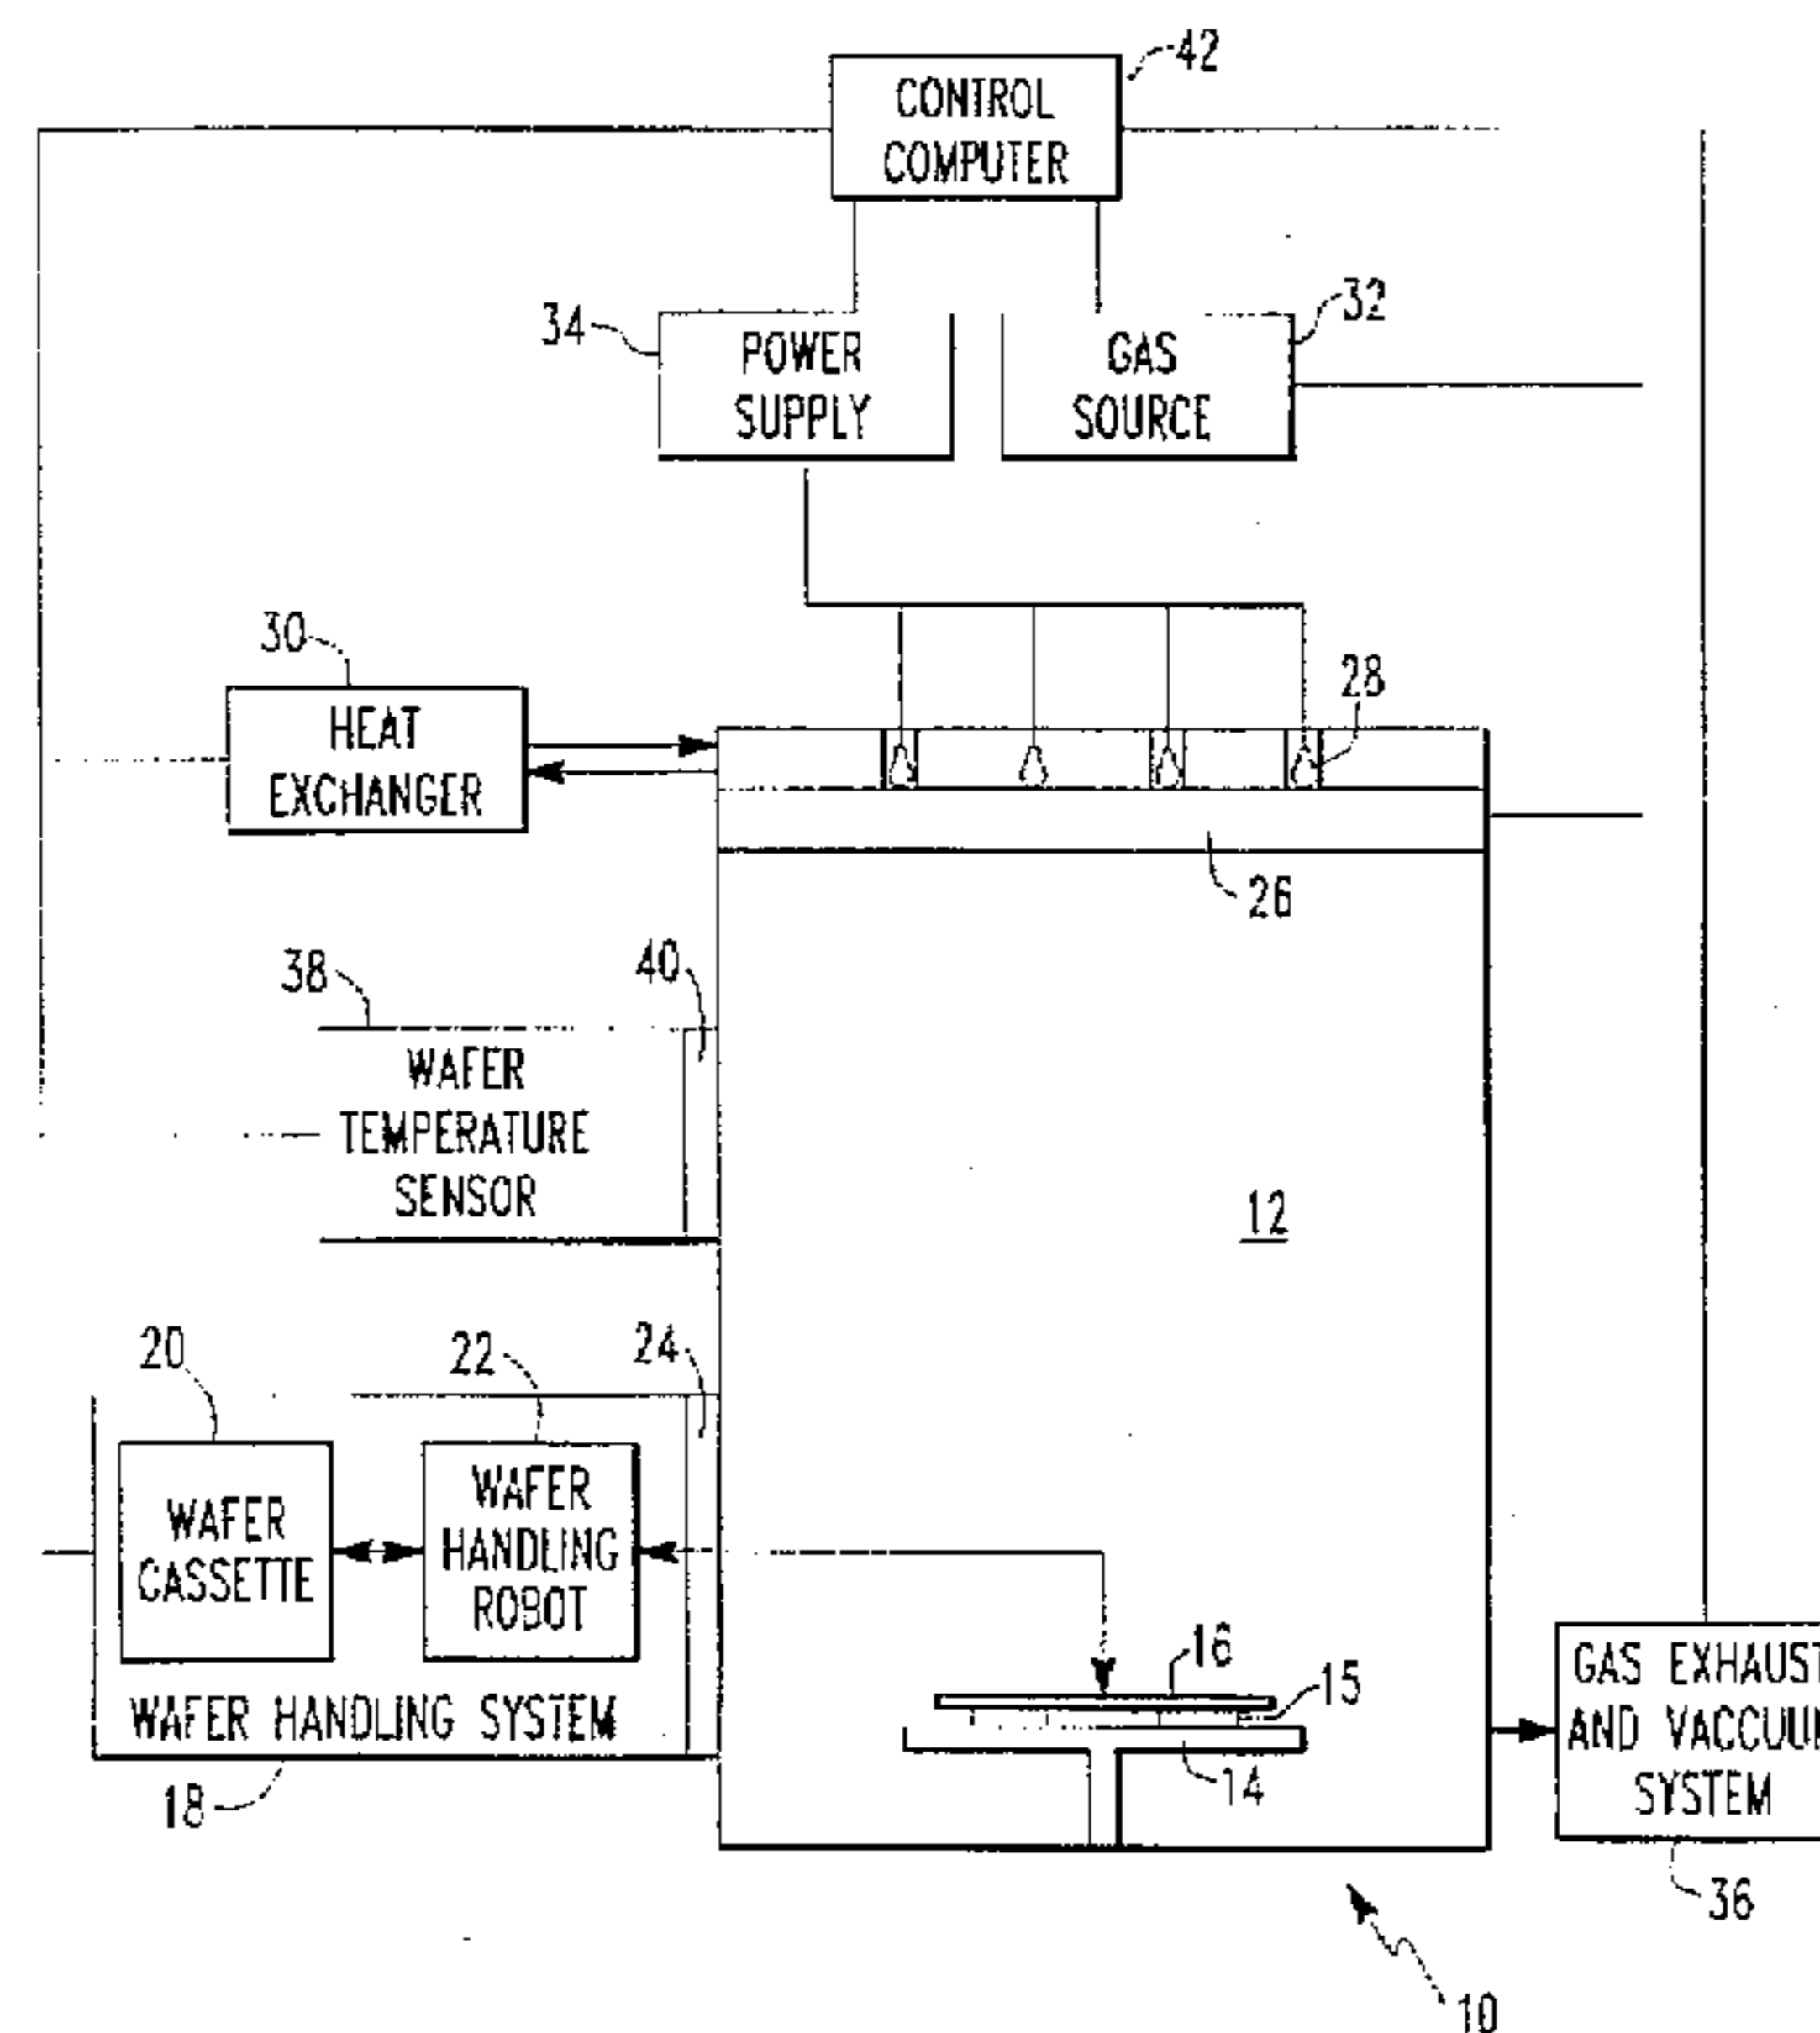 42
CONTROL
COMPUTER
34
POWER
SUPPLY
32
GAS
SOURCE
30
HEAT
EXCHANGER
28
26
38
40
WAFER
TEMPERATURE
SENSOR
12
20
22
24
WAFER
CASSETTE
WAFER
HANDLING
ROBOT
WAFER HANDLING SYSTEM
18
16
15
14
GAS EXHAUST
AND VACCUUM
SYSTEM
36
10